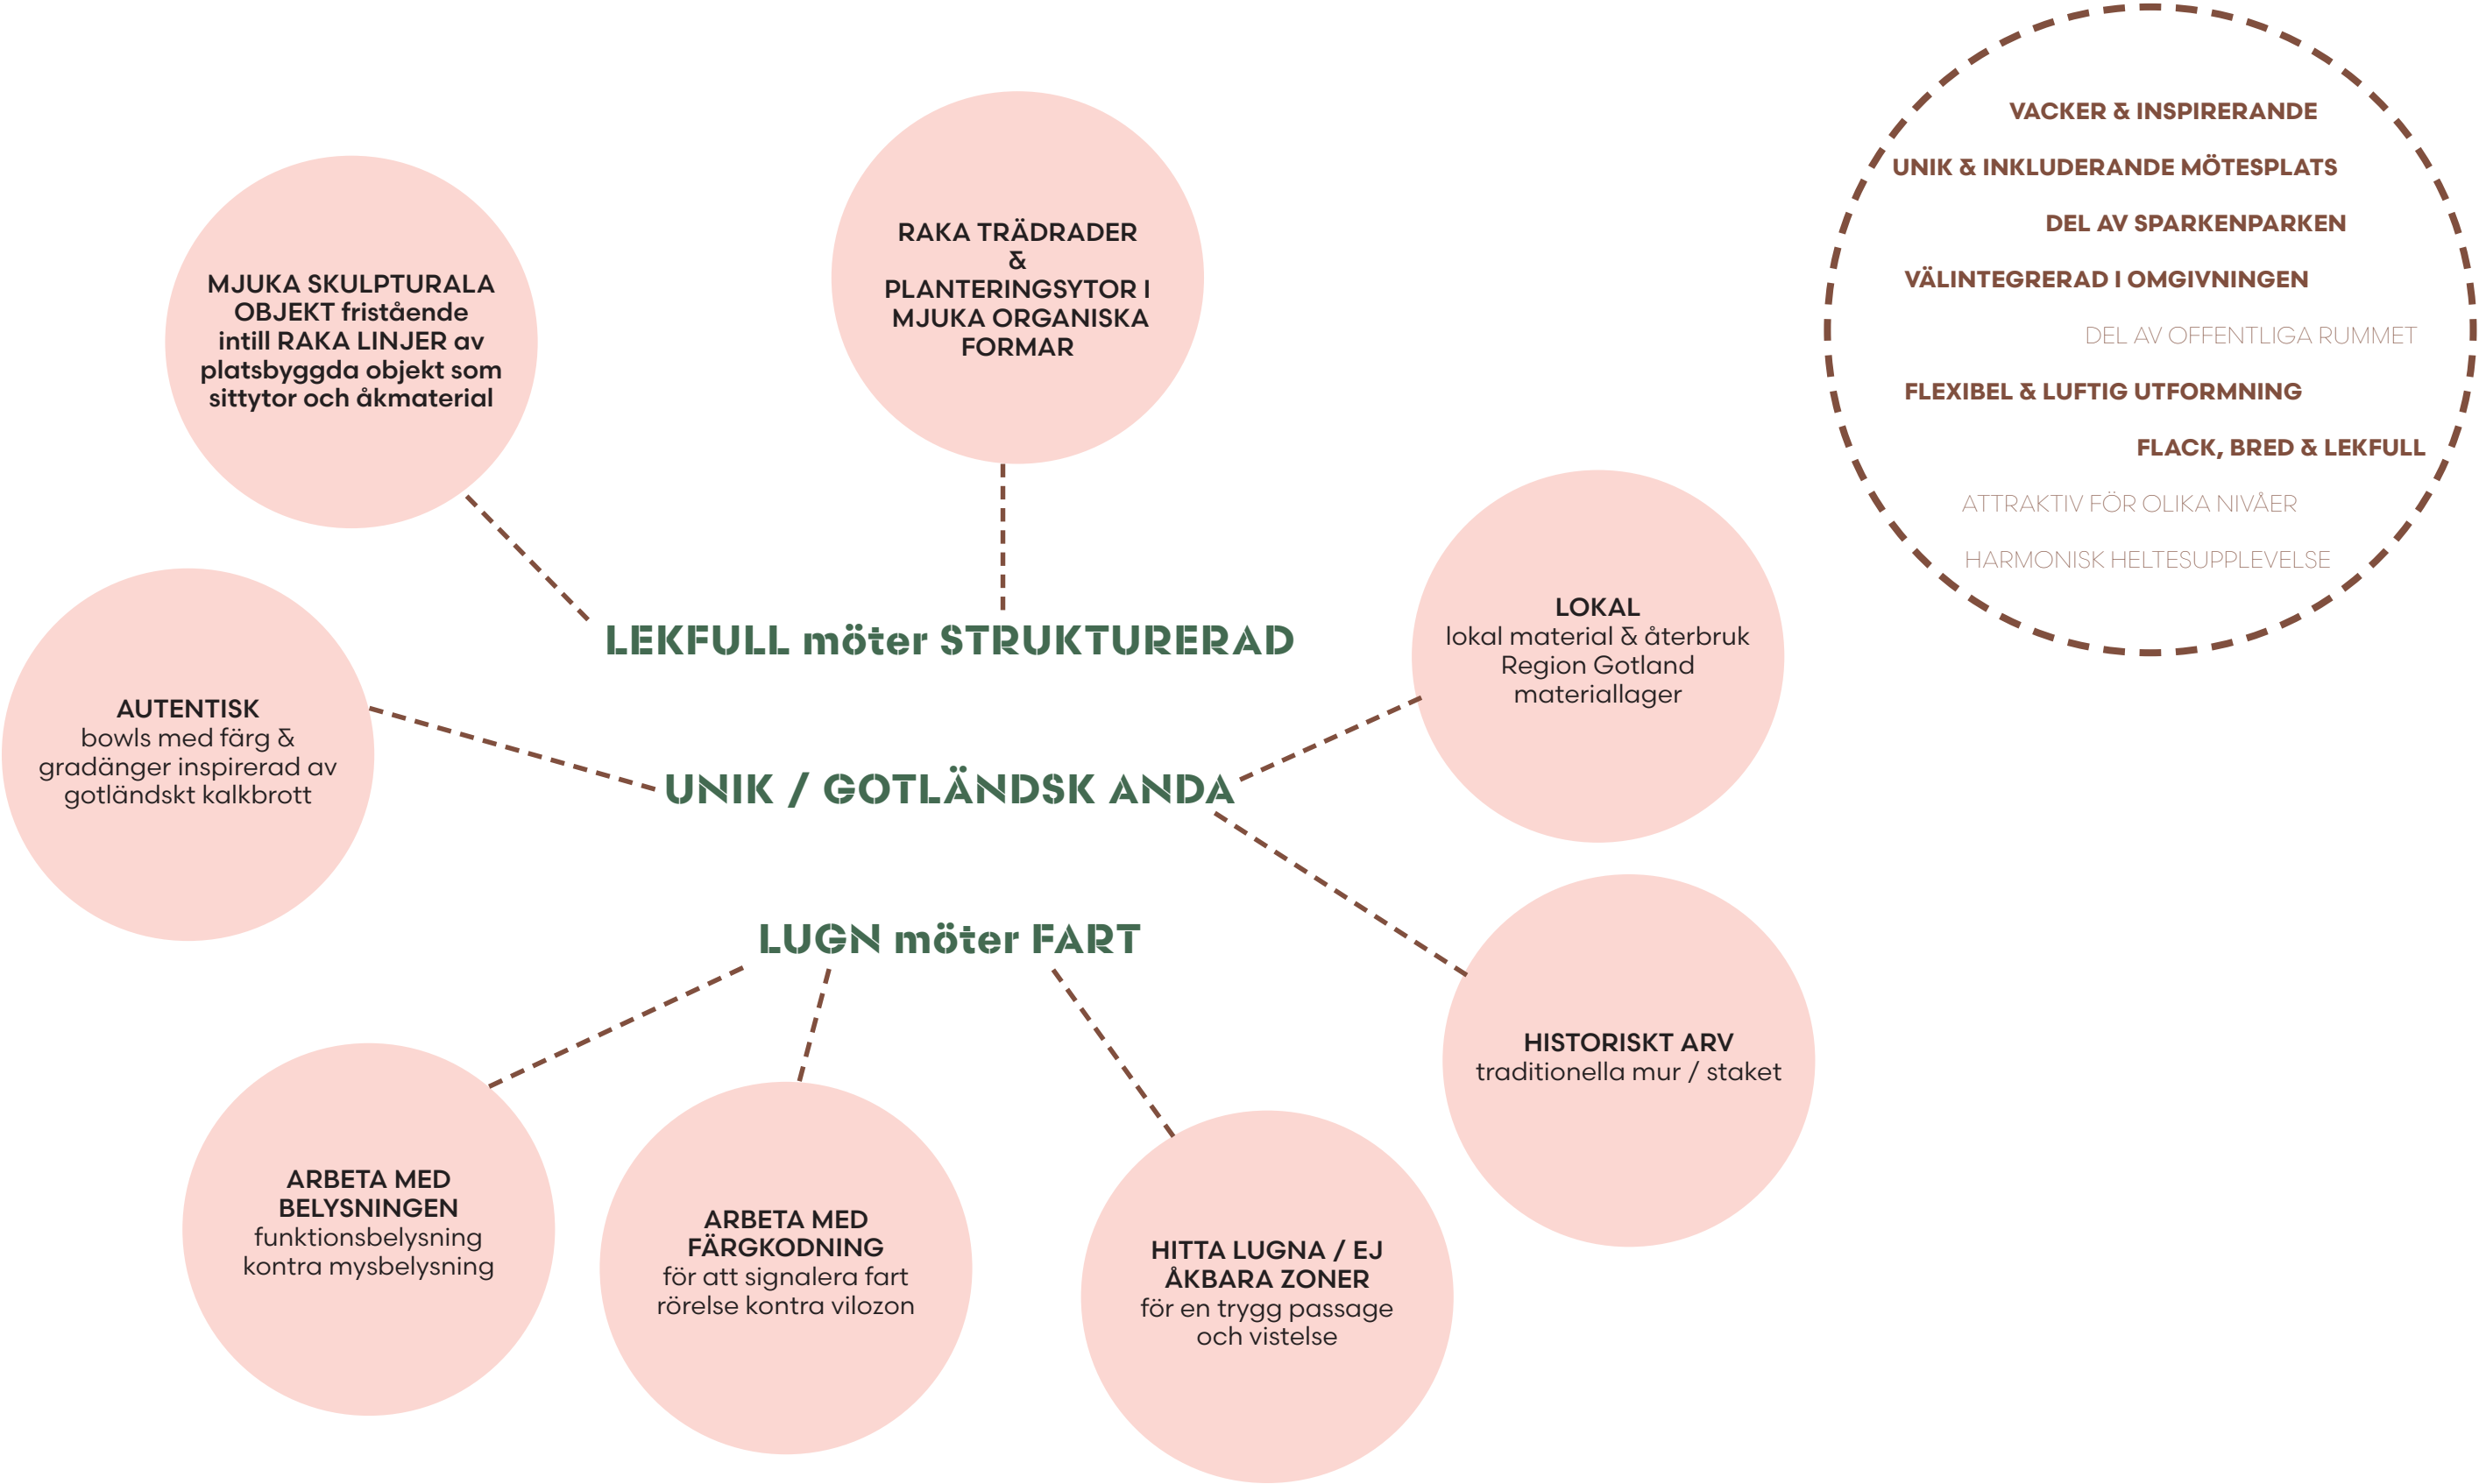 VACKER & INSPIRERANDE
UNIK & INKLUDERANDE MÖTESPLATS
DEL AV SPARKENPARKEN
VÄLINTEGRERAD I OMGIVNINGEN
DEL AV OFFENTLIGA RUMMET
FLEXIBEL & LUFTIG UTFORMNING
FLACK, BRED & LEKFULL
ATTRAKTIV FÖR OLIKA NIVÅER
HARMONISK HELTESUPPLEVELSE
MJUKA SKULPTURALA
OBJEKT fristående
intill RAKA LINJER av
platsbyggda objekt som
sittytor och åkmaterial
RAKA TRÄDRADER
&
PLANTERINGSYTOR I
MJUKA ORGANISKA
FORMAR
LEKFULL möter STRUKTURERAD
LOKAL
lokal material & återbruk
Region Gotland
materiallager
AUTENTISK
bowls med färg &
gradänger inspirerad av
gotländskt kalkbrott
UNIK / GOTLÄNDSK ANDA
LUGN möter FART
HISTORISKT ARV
traditionella mur / staket
ARBETA MED
BELYSNINGEN
funktionsbelysning
kontra mysbelysning
ARBETA MED
FÄRGKODNING
för att signalera fart
rörelse kontra vilozon
HITTA LUGNA / EJ
ÅKBARA ZONER
för en trygg passage
och vistelse